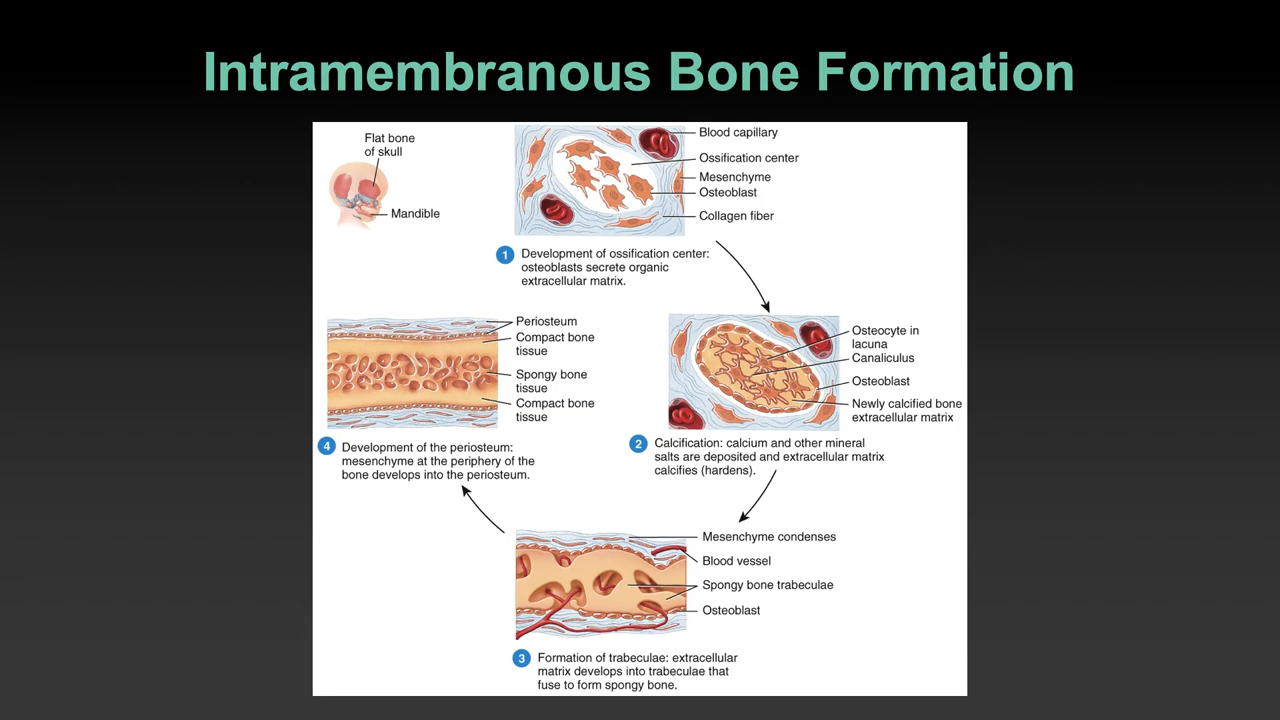 Intramembranous Bone Formation
Flat bone
of skull
Mandible
Blood capillary
Ossification center
Mesenchyme
Osteoblast
Collagen fiber
1 Development of ossification center:
osteoblasts secrete organic
extracellular matrix.
Osteocyte in
lacuna
Canaliculus
Osteoblast
Newly calcified bone
extracellular matrix
2 Calcification: calcium and other mineral
salts are deposited and extracellular matrix
calcifies (hardens).
Mesenchyme condenses
Blood vessel
Spongy bone trabeculae
Osteoblast
3 Formation of trabeculae: extracellular
matrix develops into trabeculae that
fuse to form spongy bone.
Periosteum
Compact bone
tissue
Spongy bone
tissue
Compact bone
tissue
4 Development of the periosteum:
mesenchyme at the periphery of the
bone develops into the periosteum.